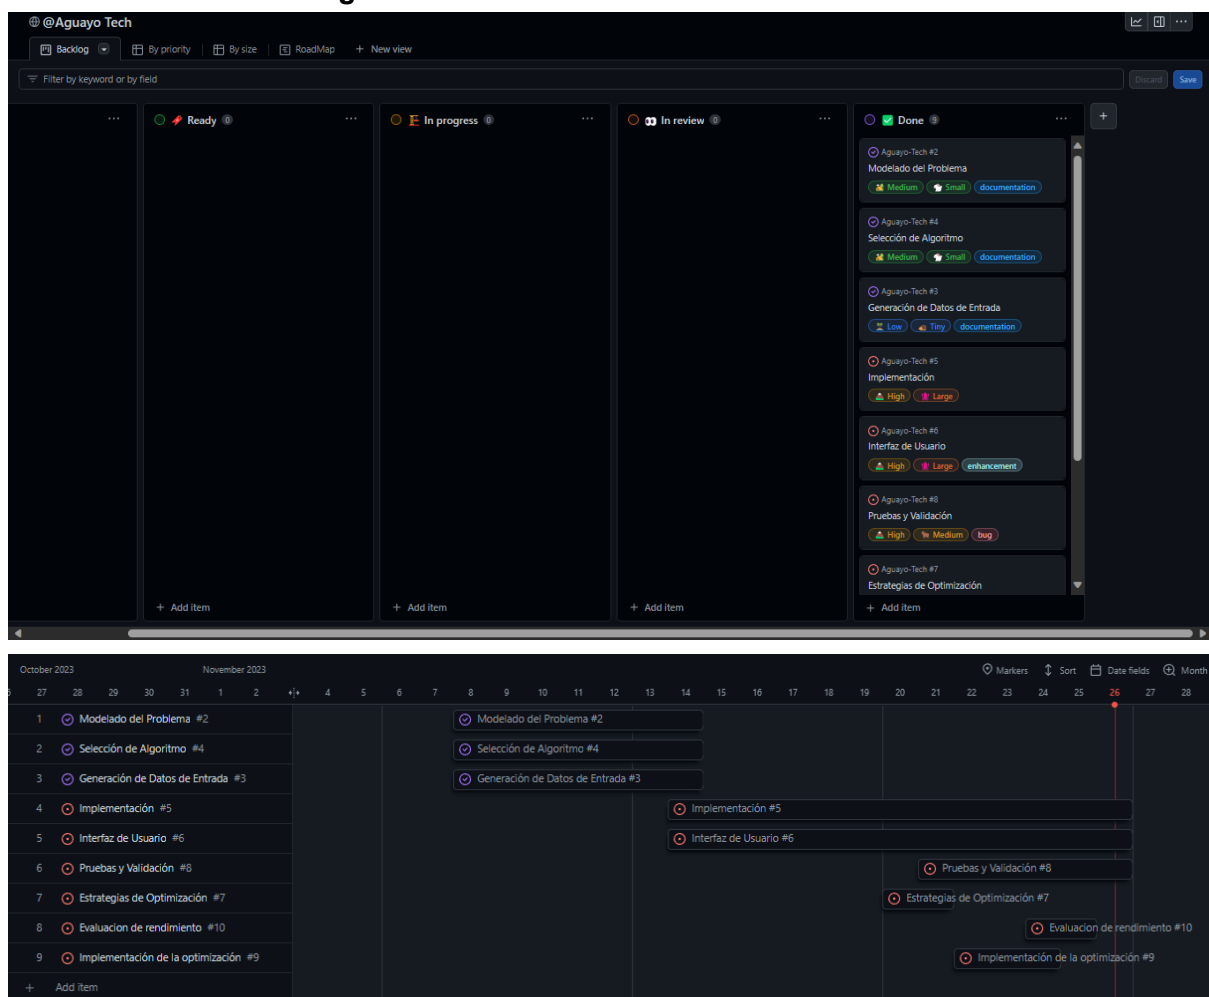 @Aguayo Tech
Backlog By priority By size RoadMap + New view
Filter by keyword or by field Discard Save
Ready 0
In progress 0
In review 0
Done 9
Aguayo-Tech #2
Modelado del Problema
Medium Small documentation
Aguayo-Tech #4
Selección de Algoritmo
Medium Small documentation
Aguayo-Tech #3
Generación de Datos de Entrada
Low Tiny documentation
Aguayo-Tech #5
Implementación
High Large
Aguayo-Tech #6
Interfaz de Usuario
High Large enhancement
Aguayo-Tech #8
Pruebas y Validación
High Medium bug
Aguayo-Tech #7
Estrategias de Optimización
+ Add item + Add item + Add item + Add item
October 2023 November 2023 Markers Sort Date fields Month
27 28 29 30 31 1 2 4 5 6 7 8 9 10 11 12 13 14 15 16 17 18 19 20 21 22 23 24 25 26 27 28
1 Modelado del Problema #2 Modelado del Problema #2
2 Selección de Algoritmo #4 Selección de Algoritmo #4
3 Generación de Datos de Entrada #3 Generación de Datos de Entrada #3
4 Implementación #5 Implementación #5
5 Interfaz de Usuario #6 Interfaz de Usuario #6
6 Pruebas y Validación #8 Pruebas y Validación #8
7 Estrategias de Optimización #7 Estrategias de Optimización #7
8 Evaluacion de rendimiento #10 Evaluacion de rendimiento #10
9 Implementación de la optimización #9 Implementación de la optimización #9
+ Add item